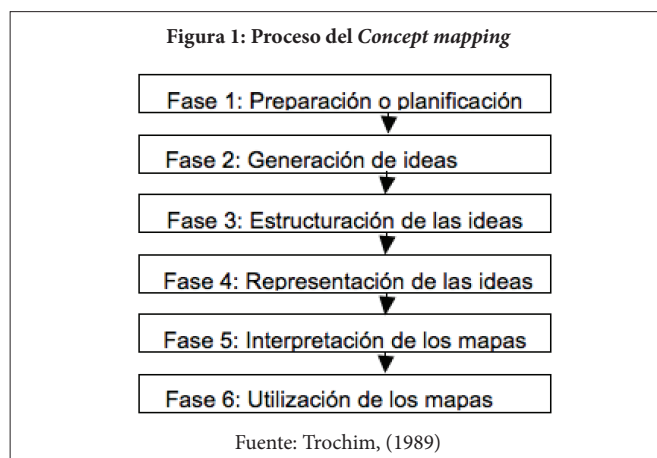 Figura 1: Proceso del Concept mapping
Fase 1: Preparación o planificación
Fase 2: Generación de ideas
Fase 3: Estructuración de las ideas
Fase 4: Representación de las ideas
Fase 5: Interpretación de los mapas
Fase 6: Utilización de los mapas
Fuente: Trochim, (1989)